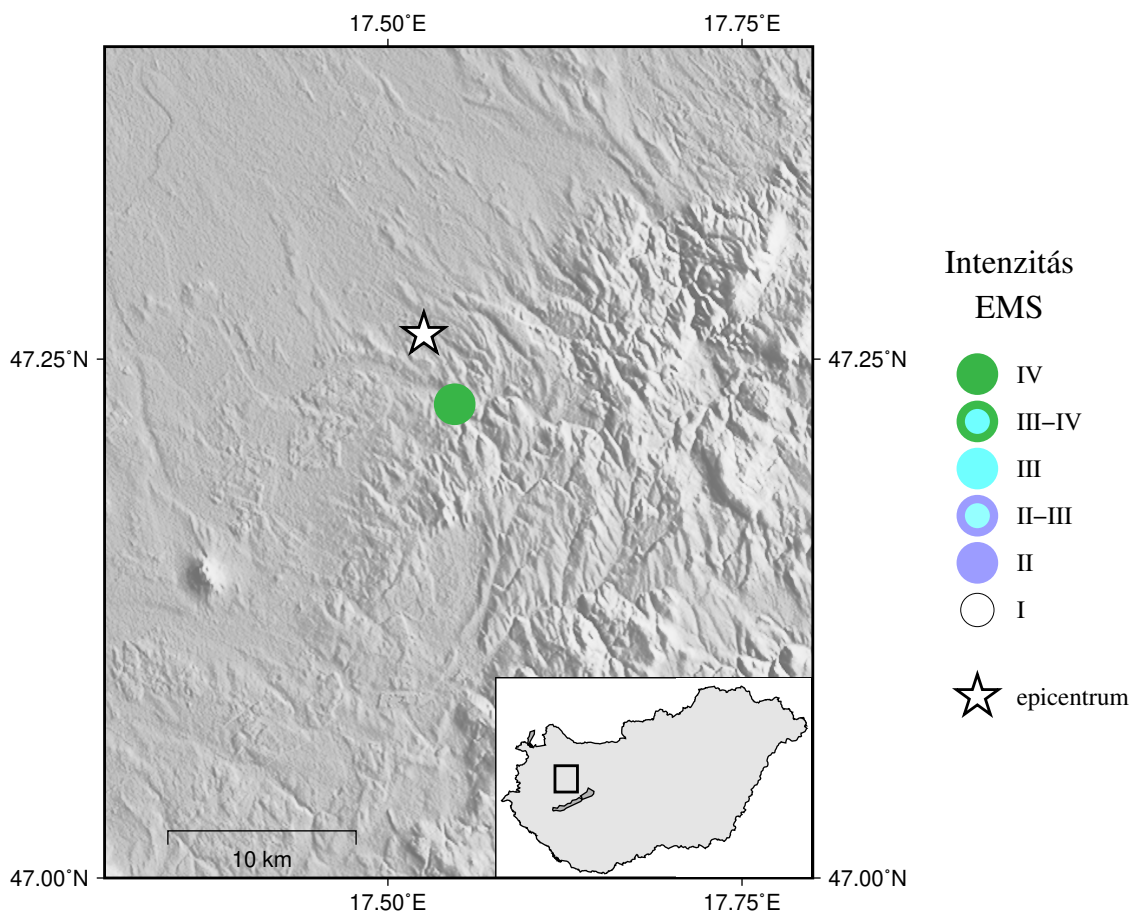 17.50˚E
17.75˚E
47.25˚N
47.25˚N
47.00˚N
47.00˚N
17.50˚E
17.75˚E
10 km
Intenzitás
EMS
IV
III−IV
III
II−III
II
I
epicentrum